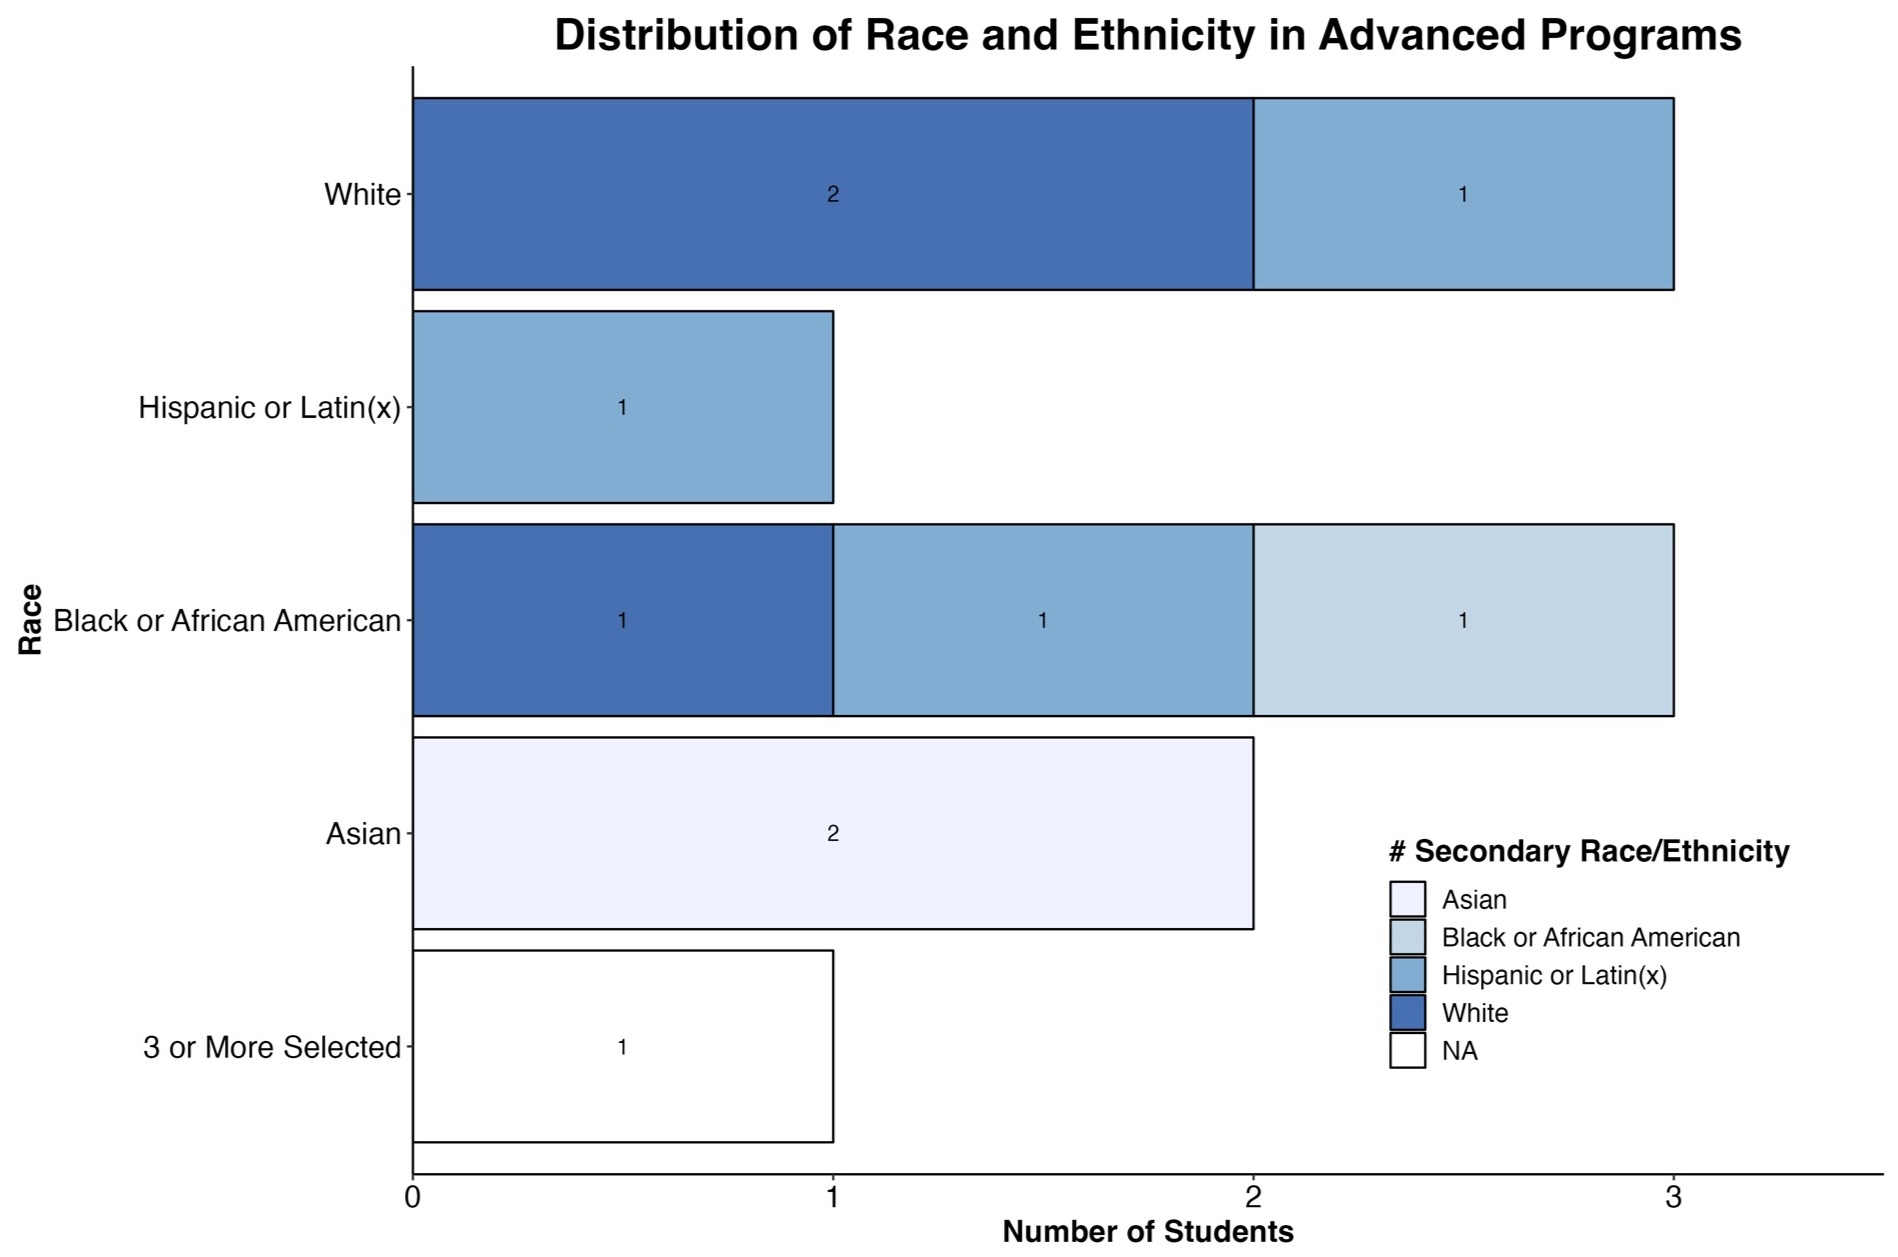 Distribution of Race and Ethnicity in Advanced Programs
White
2
1
Hispanic or Latin(x)
1
Race
Black or African American
1
1
1
Asian
2
# Secondary Race/Ethnicity
Asian
Black or African American
Hispanic or Latin(x)
White
NA
3 or More Selected
1
0
1
2
3
Number of Students